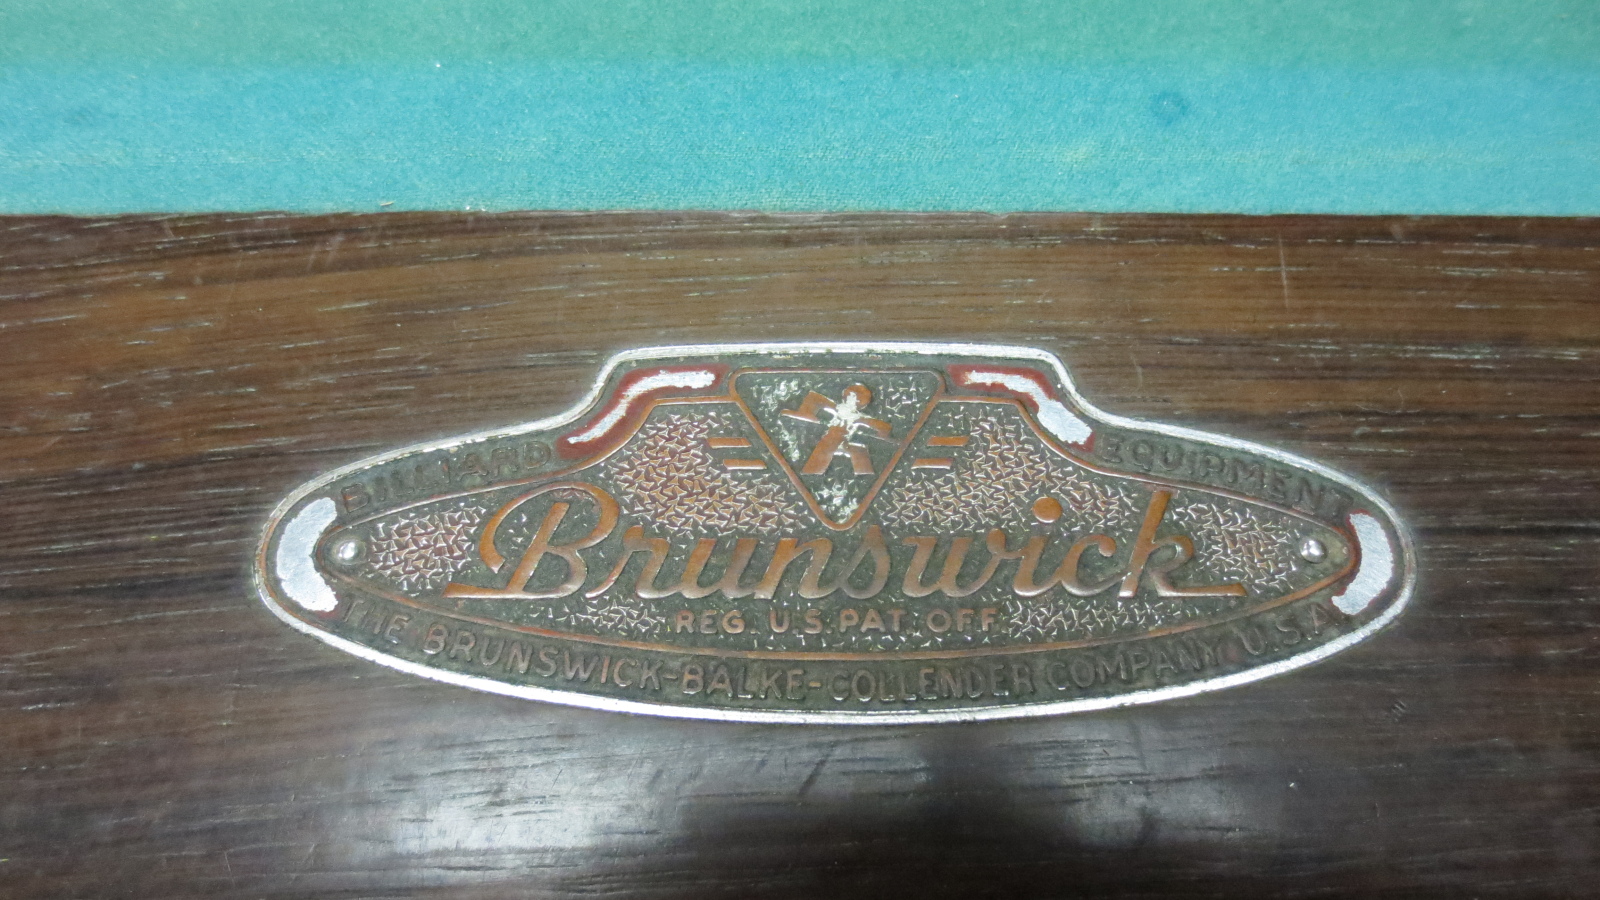 BILLIARD EQUIPMENT
Brunswick
REG. U.S. PAT. OFF.
THE BRUNSWICK-BALKE-COLLENDER COMPANY U.S.A.